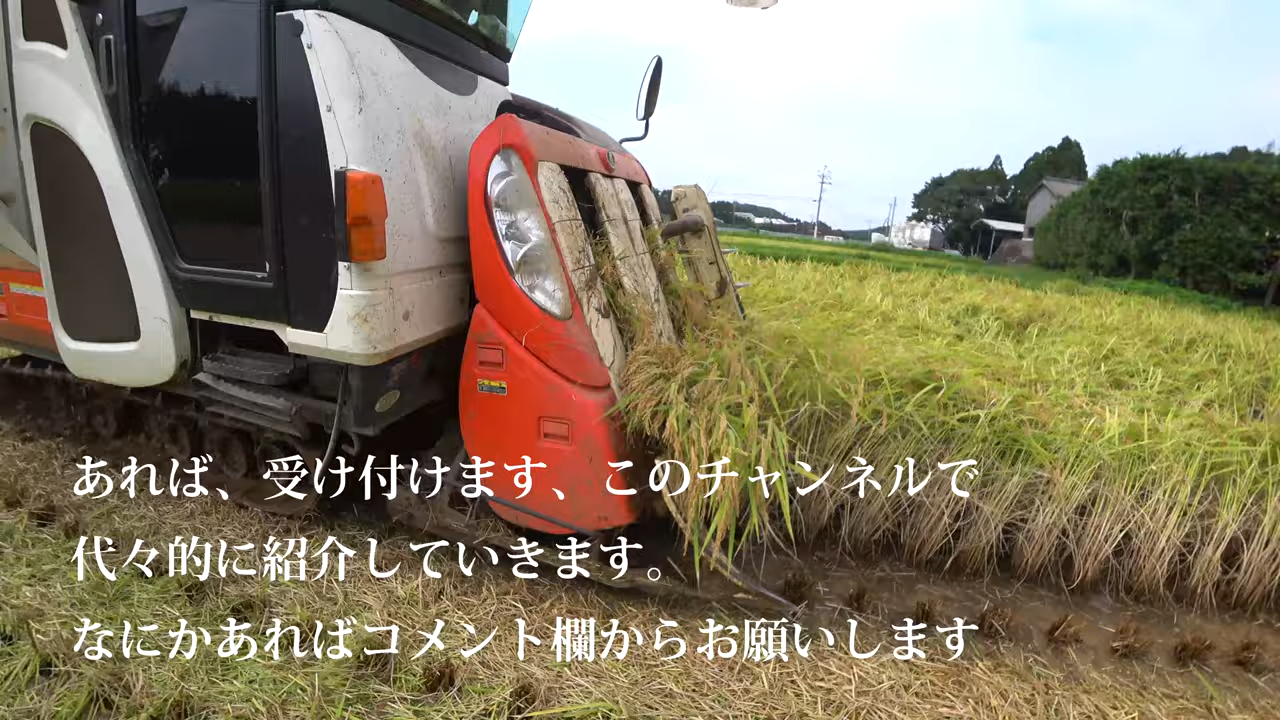 あれば、受け付けます、このチャンネルで
代々的に紹介していきます。
なにかあればコメント欄からお願いします